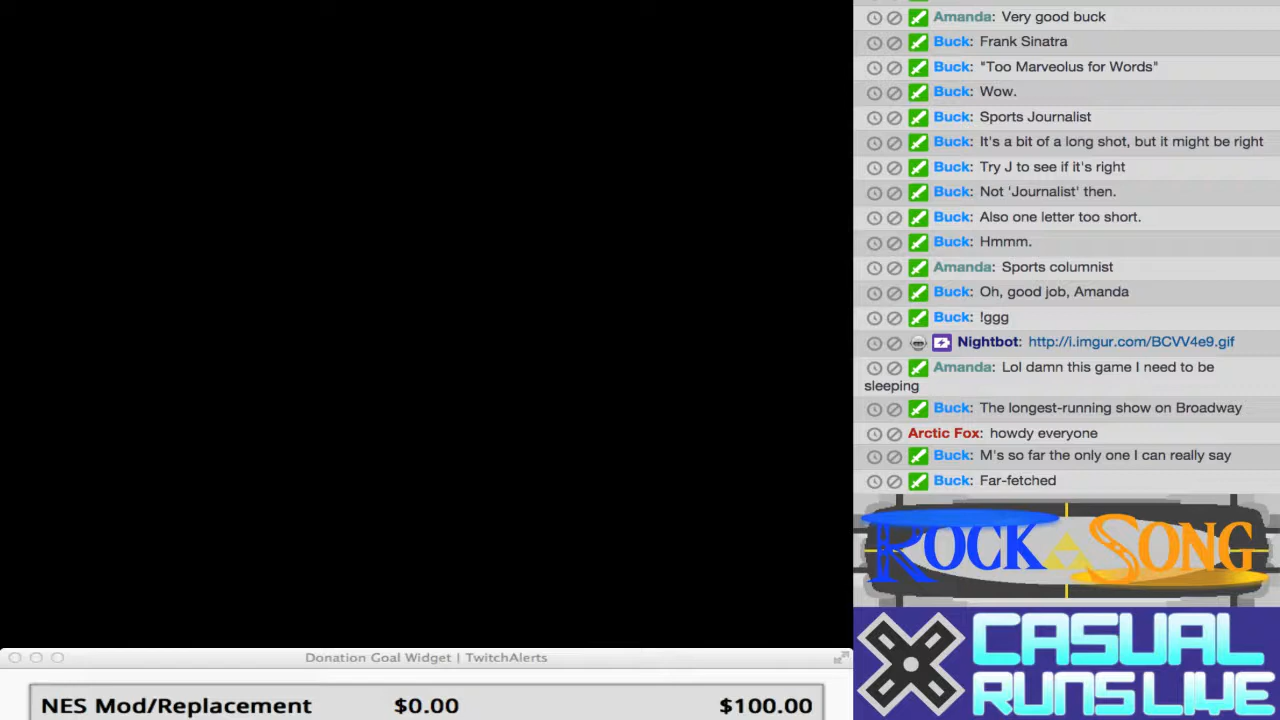 Amanda: Very good buck
Buck: Frank Sinatra
Buck: "Too Marveolus for Words"
Buck: Wow.
Buck: Sports Journalist
Buck: It's a bit of a long shot, but it might be right
Buck: Try J to see if it's right
Buck: Not 'Journalist' then.
Buck: Also one letter too short.
Buck: Hmmm.
Amanda: Sports columnist
Buck: Oh, good job, Amanda
Buck: !ggg
Nightbot: http://i.imgur.com/BCVV4e9.gif
Amanda: Lol damn this game I need to be
sleeping
Buck: The longest-running show on Broadway
Arctic Fox: howdy everyone
Buck: M's so far the only one I can really say
Buck: Far-fetched
ROCK SONG
CASUAL
RUNS LIVE
Donation Goal Widget | TwitchAlerts
NES Mod/Replacement $0.00 $100.00